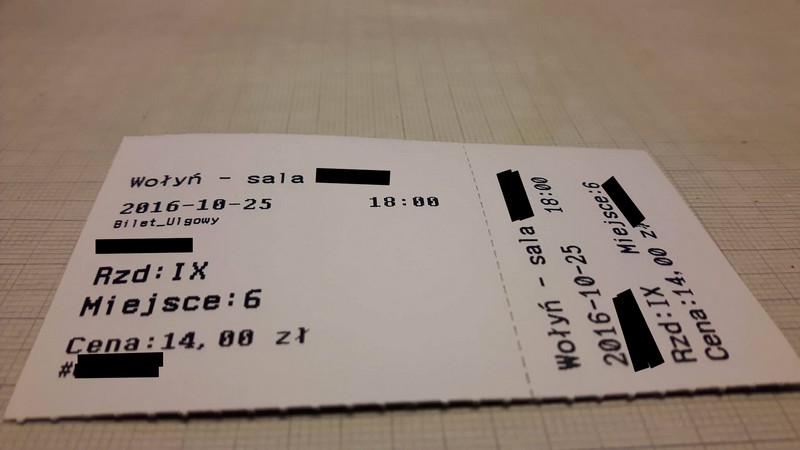 Wołyń - sala
2016-10-25 18:00
Bilet_Ulgowy
Rzd:IX
Miejsce:6
Cena:14,00 zł
#
Wołyń - sala 18:00
2016-10-25
Rzd:IX Miejsce:6
Cena:14,00 zł